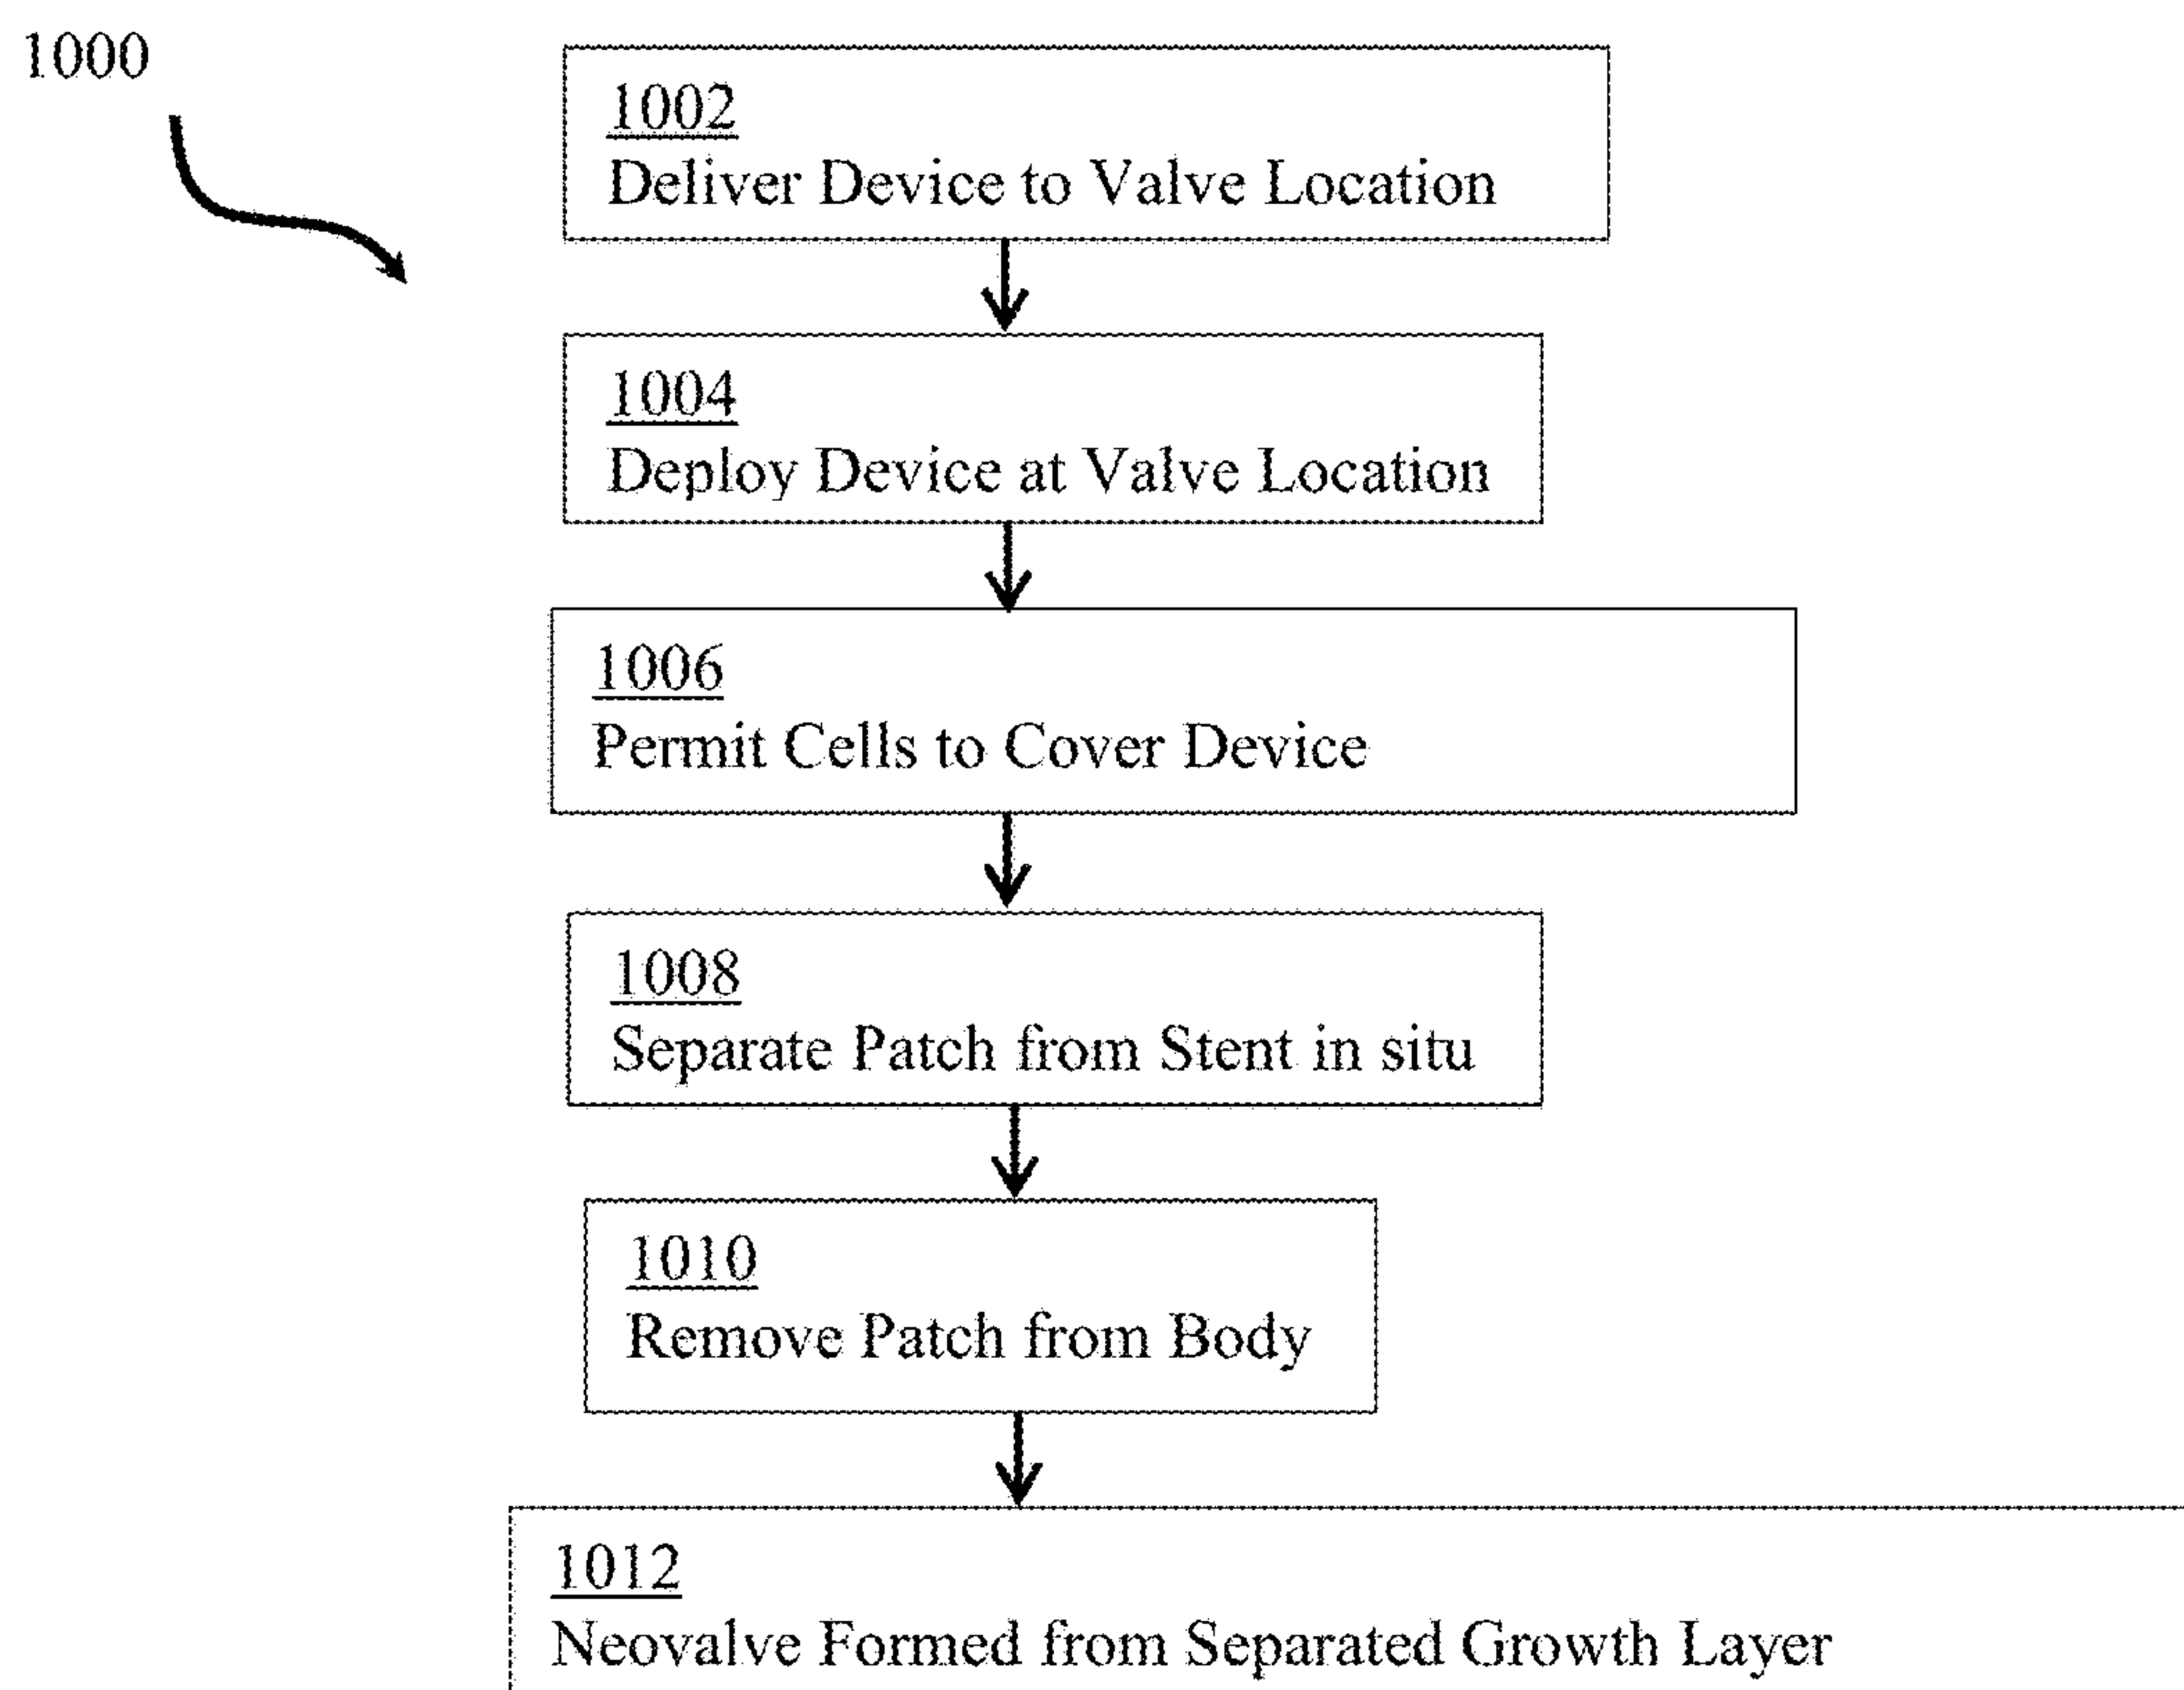 1000
1002
Deliver Device to Valve Location
1004
Deploy Device at Valve Location
1006
Permit Cells to Cover Device
1008
Separate Patch from Stent in situ
1010
Remove Patch from Body
1012
Neovalve Formed from Separated Growth Layer